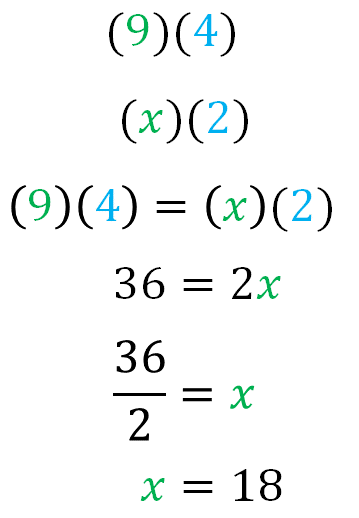 (9)(4)
(x)(2)
(9)(4) = (x)(2)
36 = 2x
36/2 = x
x = 18